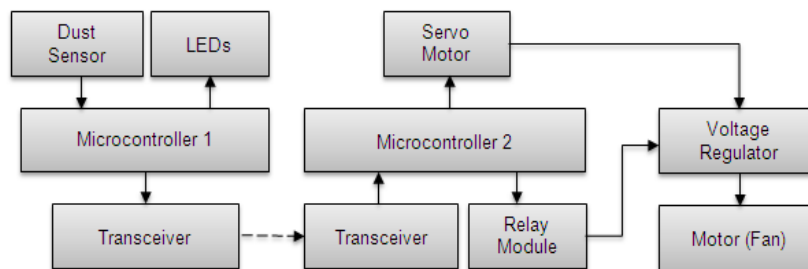 Dust
Sensor
LEDs
Servo
Motor
Microcontroller 1
Microcontroller 2
Voltage
Regulator
Transceiver
Transceiver
Relay
Module
Motor (Fan)